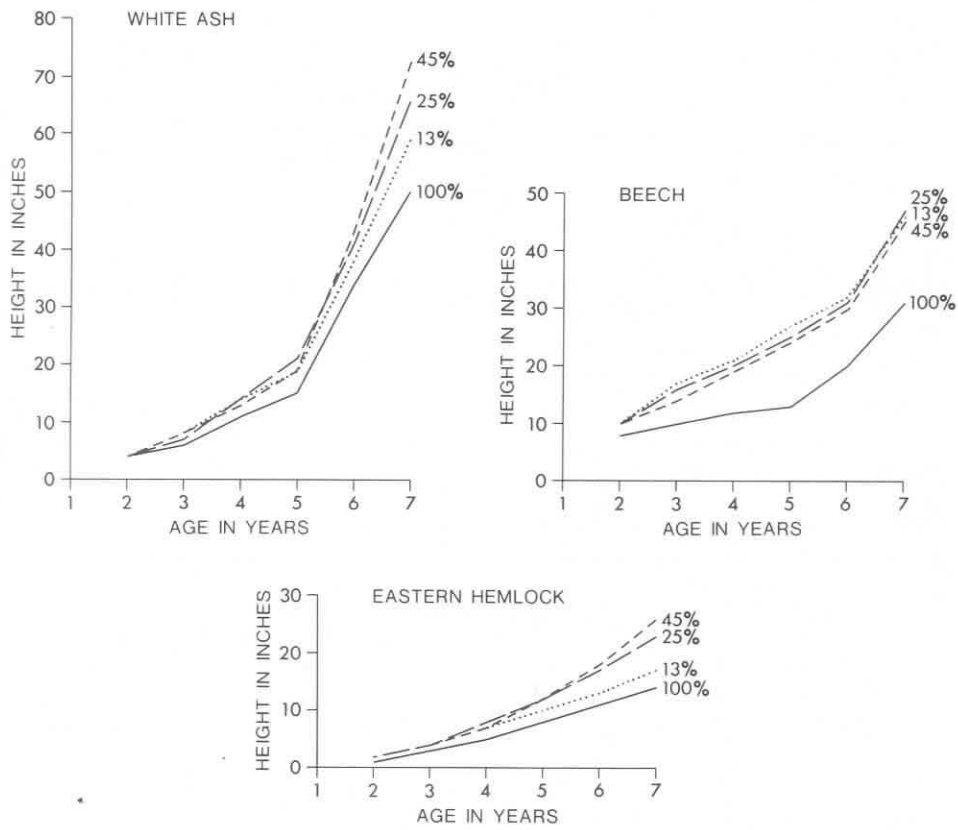 WHITE ASH
80
70
60
50
40
30
20
10
0
HEIGHT IN INCHES
45%
25%
13%
100%
1 2 3 4 5 6 7
AGE IN YEARS
BEECH
50
40
30
20
10
0
HEIGHT IN INCHES
25%
13%
45%
100%
1 2 3 4 5 6 7
AGE IN YEARS
EASTERN HEMLOCK
30
20
10
0
HEIGHT IN INCHES
45%
25%
13%
100%
1 2 3 4 5 6 7
AGE IN YEARS